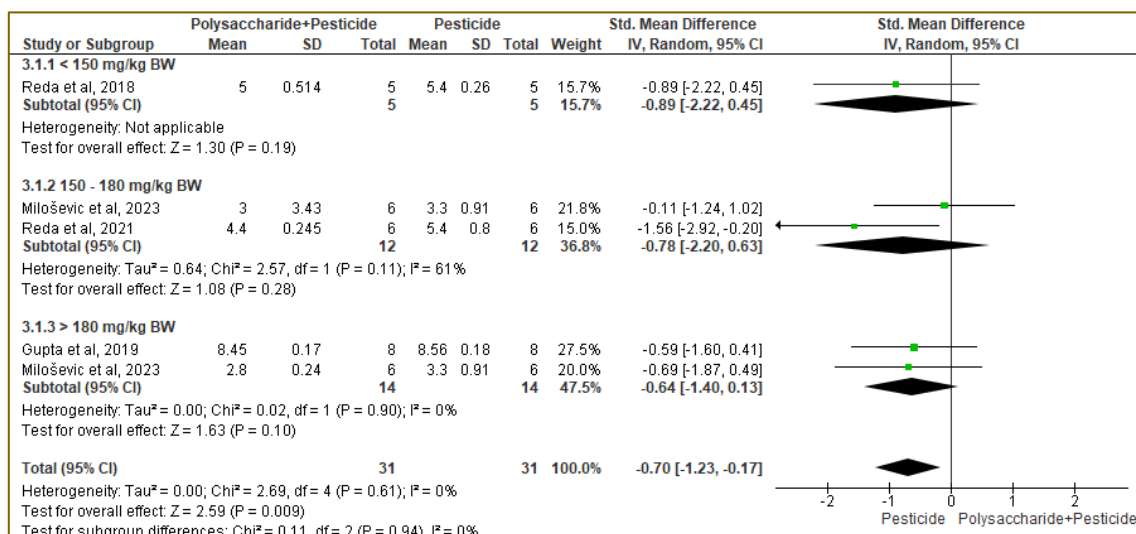 Polysaccharide+Pesticide Pesticide Std. Mean Difference Std. Mean Difference
Study or Subgroup Mean SD Total Mean SD Total Weight IV, Random, 95% CI IV, Random, 95% CI
3.1.1 < 150 mg/kg BW
Reda et al, 2018 5 0.514 5 5.4 0.26 5 15.7% -0.89 [-2.22, 0.45]
Subtotal (95% CI) 5 5 15.7% -0.89 [-2.22, 0.45]
Heterogeneity: Not applicable
Test for overall effect: Z = 1.30 (P = 0.19)
3.1.2 150 - 180 mg/kg BW
Miloševic et al, 2023 3 3.43 6 3.3 0.91 6 21.8% -0.11 [-1.24, 1.02]
Reda et al, 2021 4.4 0.245 6 5.4 0.8 6 15.0% -1.56 [-2.92, -0.20]
Subtotal (95% CI) 12 12 36.8% -0.78 [-2.20, 0.63]
Heterogeneity: Tau² = 0.64; Chi² = 2.57, df = 1 (P = 0.11); I² = 61%
Test for overall effect: Z = 1.08 (P = 0.28)
3.1.3 > 180 mg/kg BW
Gupta et al, 2019 8.45 0.17 8 8.56 0.18 8 27.5% -0.59 [-1.60, 0.41]
Miloševic et al, 2023 2.8 0.24 6 3.3 0.91 6 20.0% -0.69 [-1.87, 0.49]
Subtotal (95% CI) 14 14 47.5% -0.64 [-1.40, 0.13]
Heterogeneity: Tau² = 0.00; Chi² = 0.02, df = 1 (P = 0.90); I² = 0%
Test for overall effect: Z = 1.63 (P = 0.10)
Total (95% CI) 31 31 100.0% -0.70 [-1.23, -0.17]
Heterogeneity: Tau² = 0.00; Chi² = 2.69, df = 4 (P = 0.61); I² = 0%
Test for overall effect: Z = 2.59 (P = 0.009)
Test for subgroup differences: Chi² = 0.11, df = 2 (P = 0.94), I² = 0%
-2 -1 0 1 2
Pesticide Polysaccharide+Pesticide